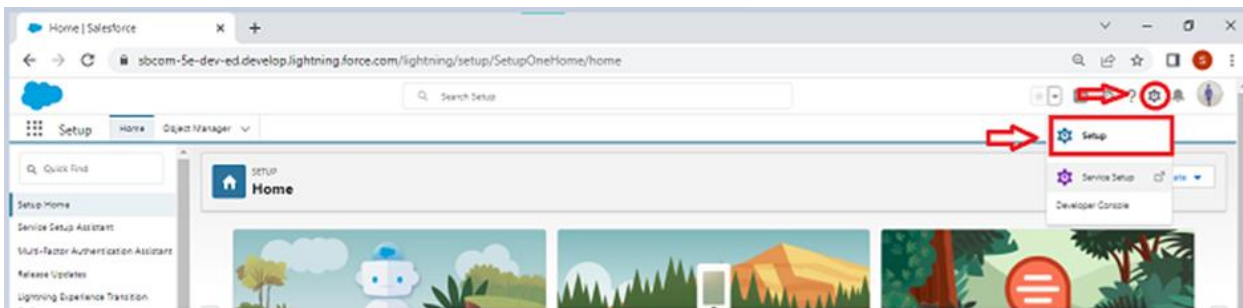 Home | Salesforce
sbcom-5e-dev-ed.develop.lightning.force.com/lightning/setup/SetupOneHome/home
S
Search Setup
?
Setup Home Object Manager
Setup
Quick Find
SETUP
Home
Service Setup
Setup Home
Developer Console
Service Setup Assistant
Multi-Factor Authentication Assistant
Release Updates
Lightning Experience Transition